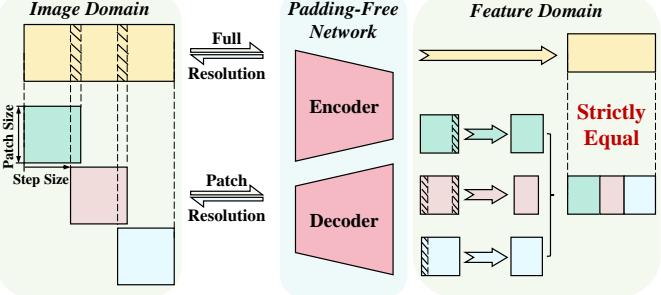 Image Domain
Patch Size
Step Size
Full
Resolution
Patch
Resolution
Padding-Free
Network
Encoder
Decoder
Feature Domain
Strictly
Equal